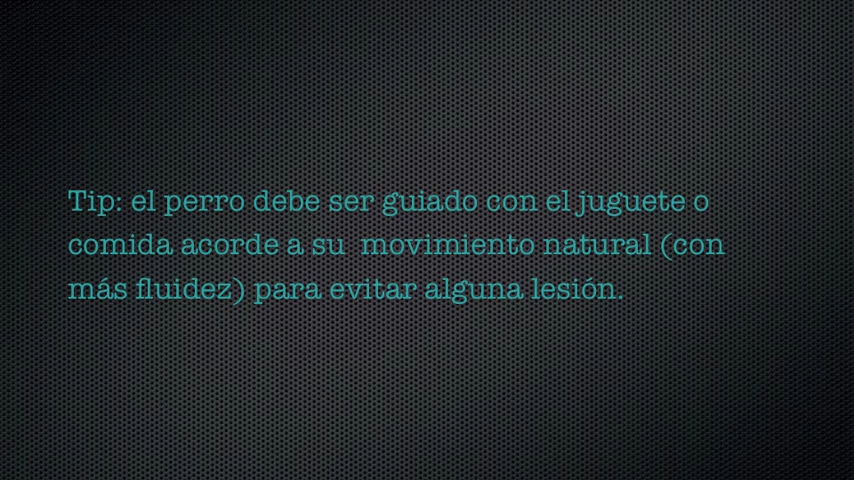 Tip: el perro debe ser guiado con el juguete o
comida acorde a su  movimiento natural (con
más fluidez) para evitar alguna lesión.